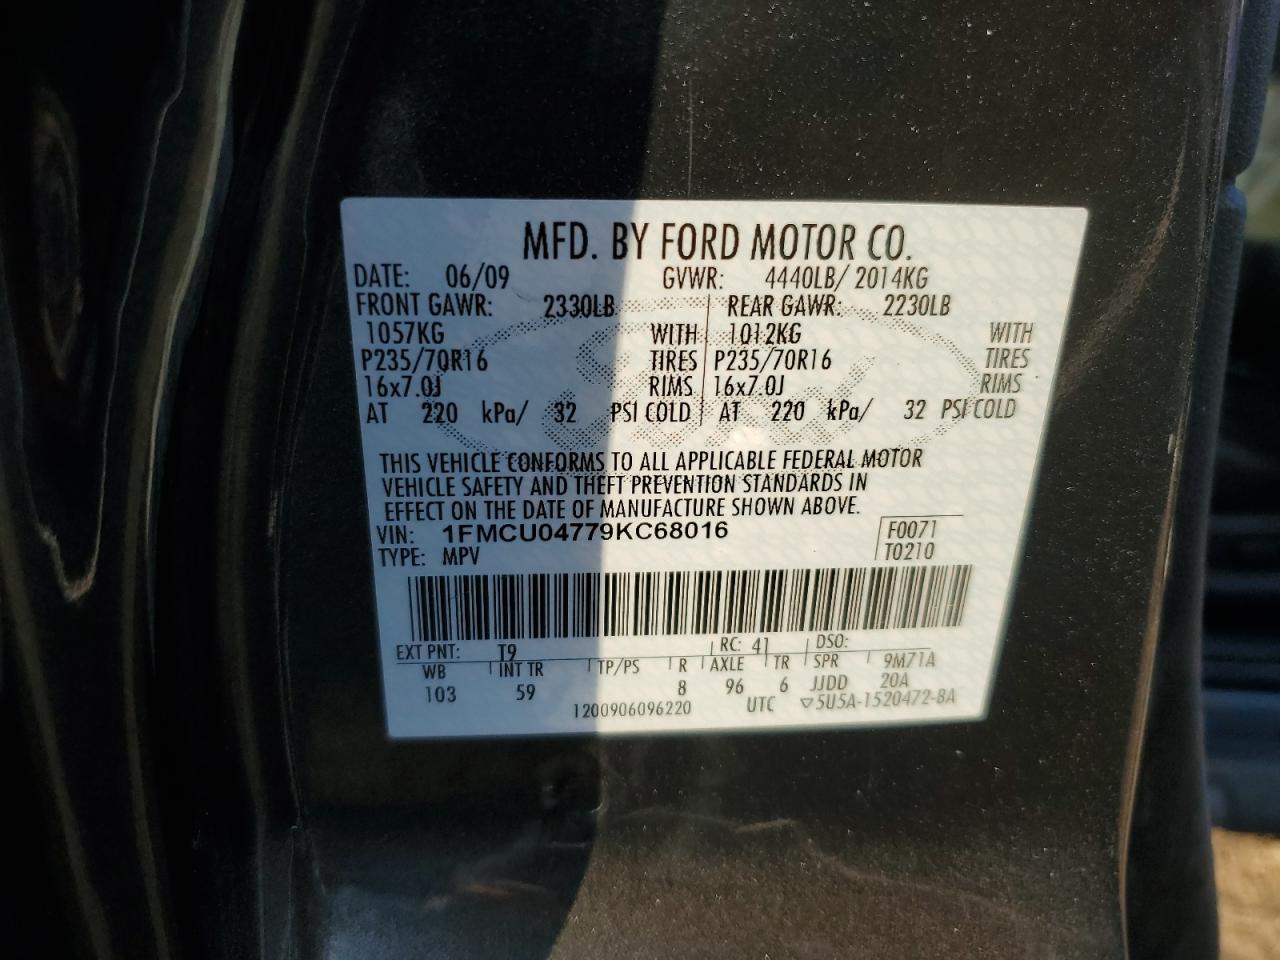 MFD. BY FORD MOTOR CO.
DATE: 06/09 GVWR: 4440LB/ 2014KG
FRONT GAWR: 2330LB REAR GAWR: 2230LB
1057KG WITH 1012KG WITH
P235/70R16 TIRES P235/70R16 TIRES
16x7.0J RIMS 16x7.0J RIMS
AT 220 kPa/ 32 PSI COLD AT 220 kPa/ 32 PSI COLD
THIS VEHICLE CONFORMS TO ALL APPLICABLE FEDERAL MOTOR
VEHICLE SAFETY AND THEFT PREVENTION STANDARDS IN
EFFECT ON THE DATE OF MANUFACTURE SHOWN ABOVE.
VIN: 1FMCU04779KC68016 F0071
TYPE: MPV T0210
EXT PNT: T9 RC: 41 DSO:
WB INT TR TP/PS R AXLE TR SPR 9M71A
103 59 8 96 6 JJDD 20A
1200906096220 UTC ▽5U5A-1520472-BA